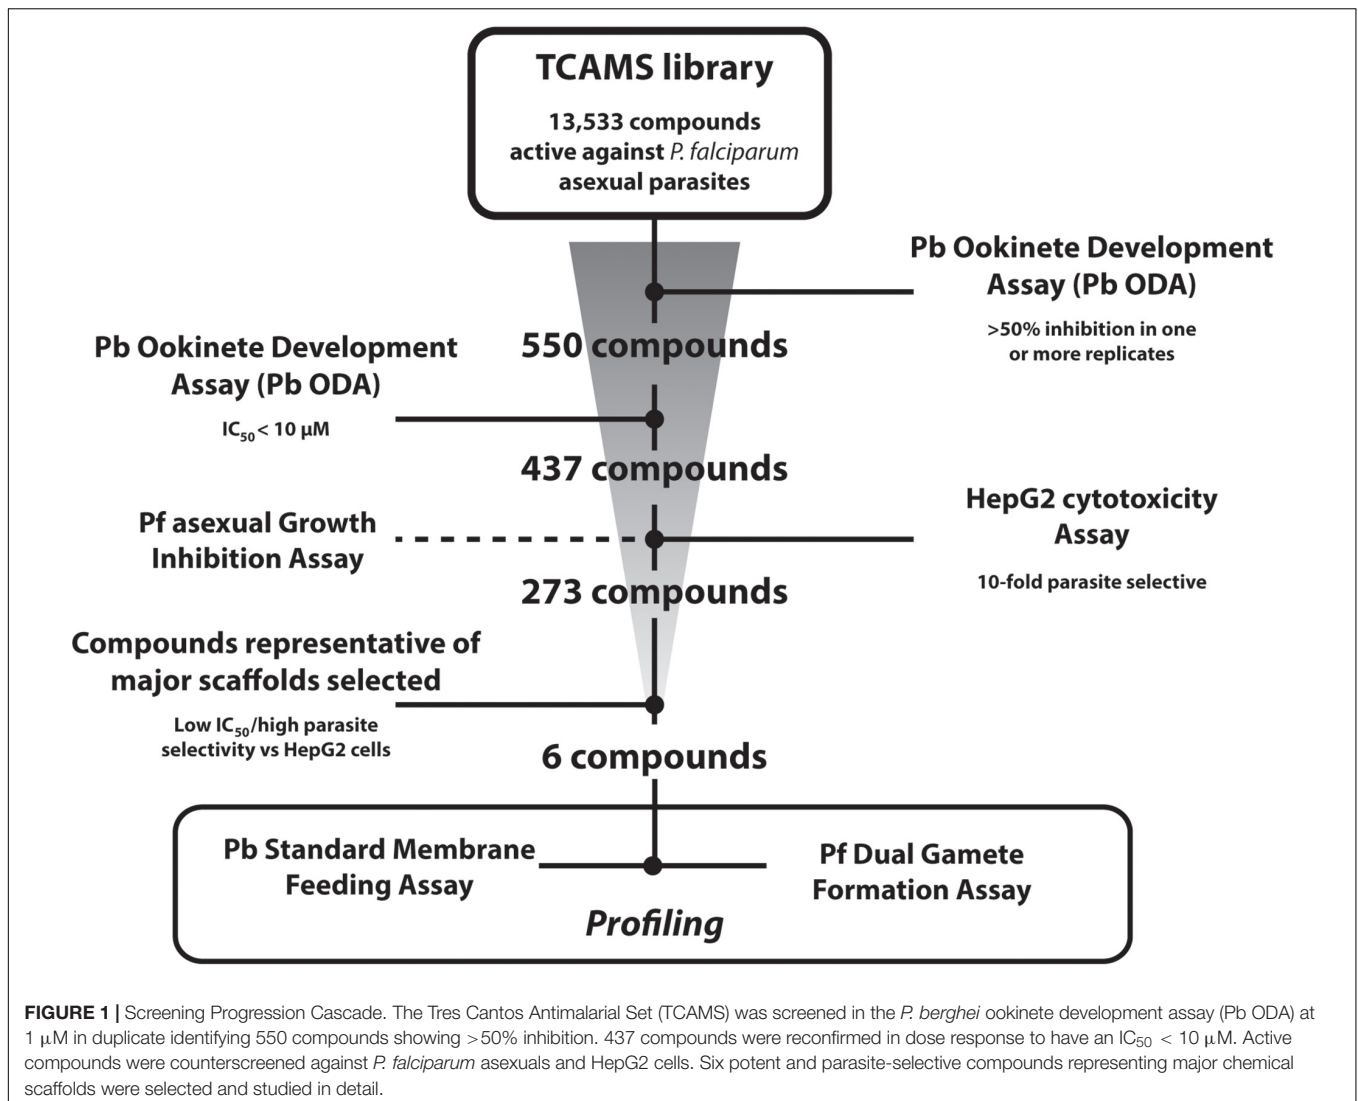 TCAMS library
13,533 compounds
active against P. falciparum
asexual parasites
Pb Ookinete Development
Assay (Pb ODA)
>50% inhibition in one
or more replicates
550 compounds
Pb Ookinete Development
Assay (Pb ODA)
IC50 < 10 µM
437 compounds
HepG2 cytotoxicity
Assay
10-fold parasite selective
Pf asexual Growth
Inhibition Assay
273 compounds
Compounds representative of
major scaffolds selected
Low IC50/high parasite
selectivity vs HepG2 cells
6 compounds
Pb Standard Membrane
Feeding Assay
Pf Dual Gamete
Formation Assay
Profiling
FIGURE 1 | Screening Progression Cascade. The Tres Cantos Antimalarial Set (TCAMS) was screened in the P. berghei ookinete development assay (Pb ODA) at
1 µM in duplicate identifying 550 compounds showing >50% inhibition. 437 compounds were reconfirmed in dose response to have an IC50 < 10 µM. Active
compounds were counterscreened against P. falciparum asexuals and HepG2 cells. Six potent and parasite-selective compounds representing major chemical
scaffolds were selected and studied in detail.